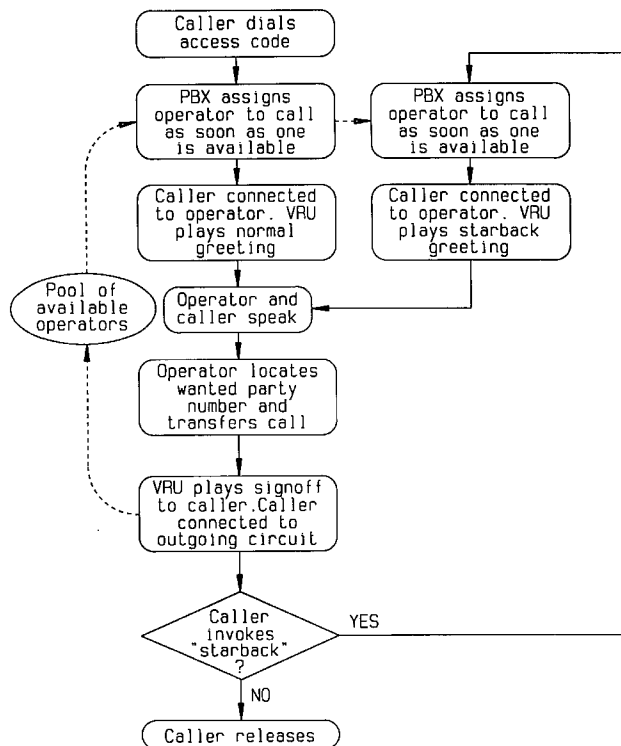 Caller dials
access code
PBX assigns
operator to call
as soon as one
is available
PBX assigns
operator to call
as soon as one
is available
Caller connected
to operator. VRU
plays normal
greeting
Caller connected
to operator. VRU
plays starback
greeting
Pool of
available
operators
Operator and
caller speak
Operator locates
wanted party
number and
transfers call
VRU plays signoff
to caller.Caller
connected to
outgoing circuit
Caller
invokes
"starback"
?
YES
NO
Caller releases